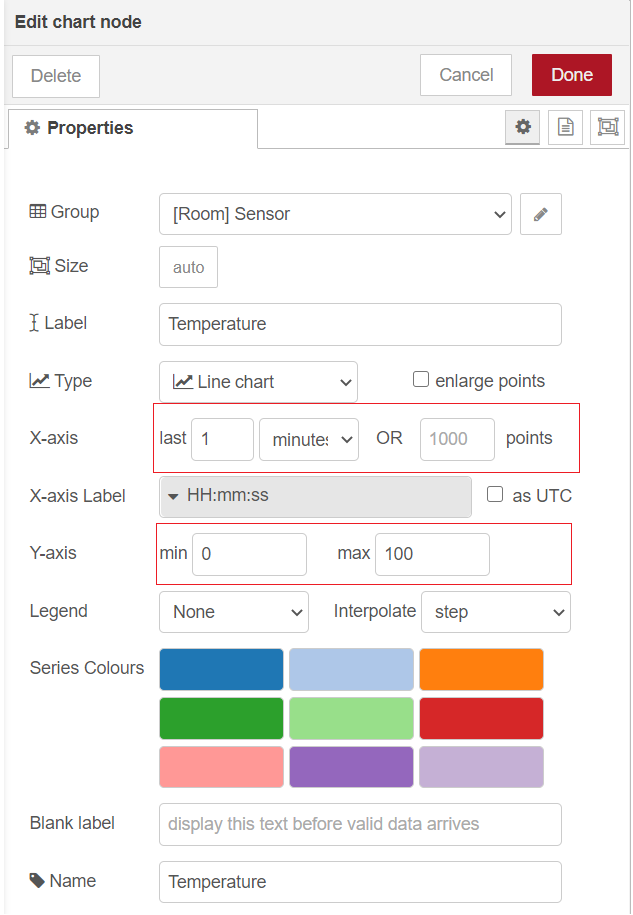 Edit chart node
Delete Cancel Done
Properties
Group [Room] Sensor
Size auto
Label Temperature
Type Line chart enlarge points
X-axis last 1 minutes OR 1000 points
X-axis Label HH:mm:ss as UTC
Y-axis min 0 max 100
Legend None Interpolate step
Series Colours
Blank label display this text before valid data arrives
Name Temperature